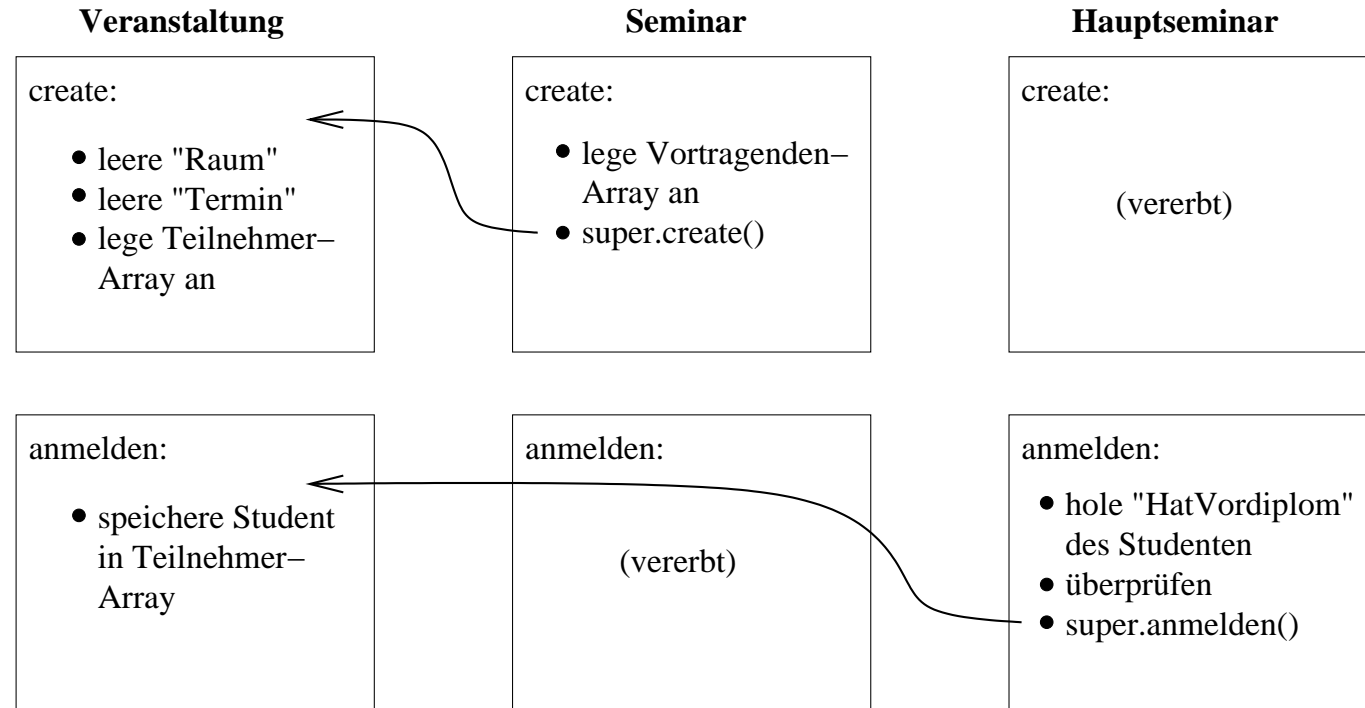 Veranstaltung
Seminar
Hauptseminar
create:
• leere "Raum"
• leere "Termin"
• lege Teilnehmer–
Array an
create:
• lege Vortragenden–
Array an
• super.create()
create:
(vererbt)
anmelden:
• speichere Student
in Teilnehmer–
Array
anmelden:
(vererbt)
anmelden:
• hole "HatVordiplom"
des Studenten
• überprüfen
• super.anmelden()